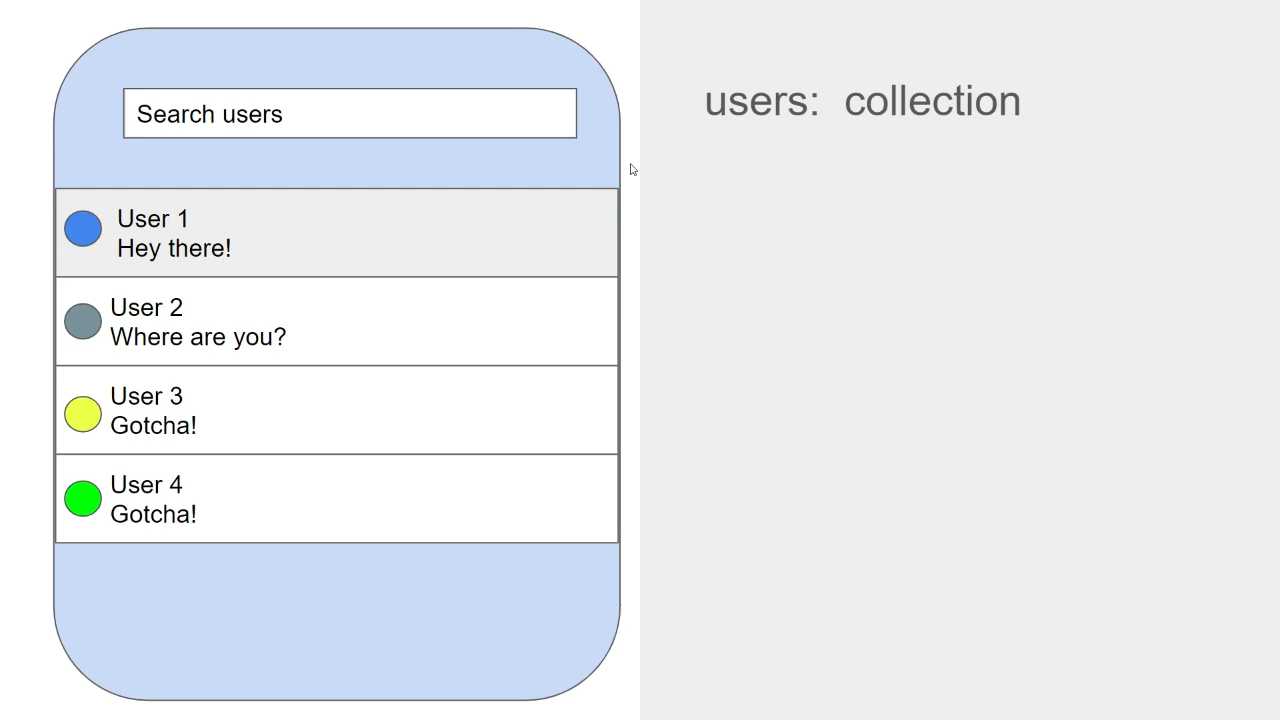 Search users
User 1
Hey there!
User 2
Where are you?
User 3
Gotcha!
User 4
Gotcha!
users: collection